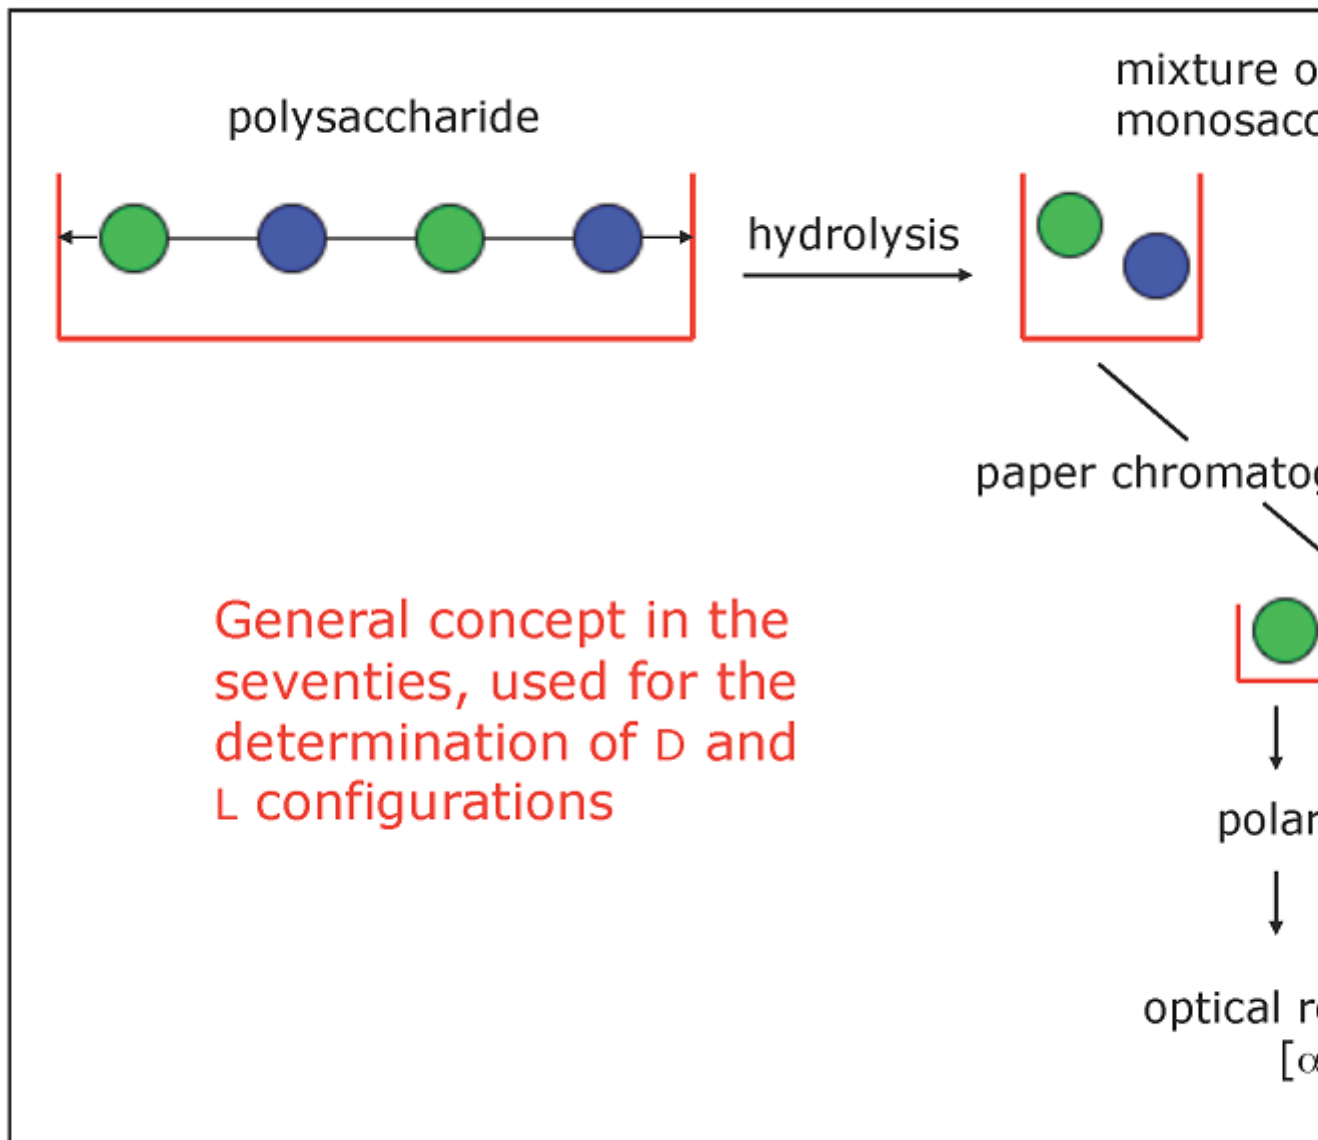 polysaccharide
mixture o
monosacc
hydrolysis
paper chromatog
General concept in the
seventies, used for the
determination of D and
L configurations
polar
optical r
[α